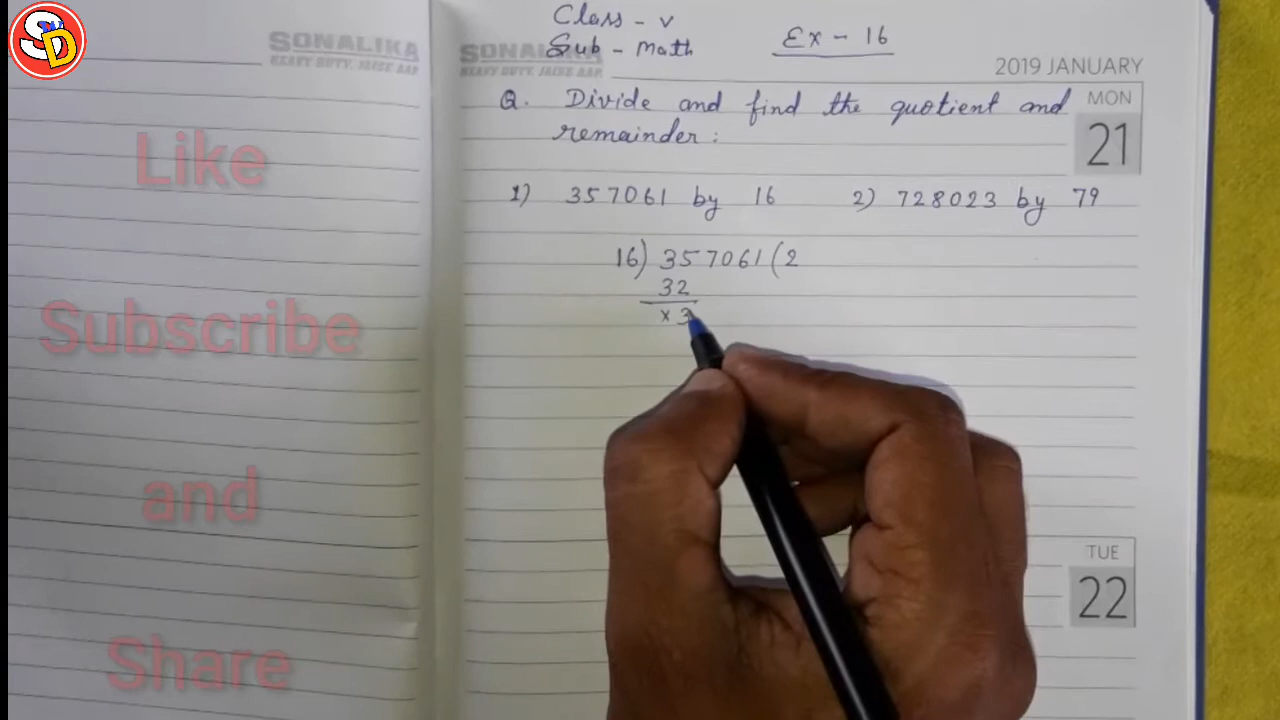 SD
Like
Subscribe
and
Share
SONALIKA
HEAVY DUTY. JAISE AAP.
SONALIKA
HEAVY DUTY. JAISE AAP.
Class - V
Sub - Math
Ex - 16
2019 JANUARY
MON
21
Q. Divide and find the quotient and
remainder :
1) 357061 by 16
2) 728023 by 79
16) 357061 (2
32
x 3
TUE
22